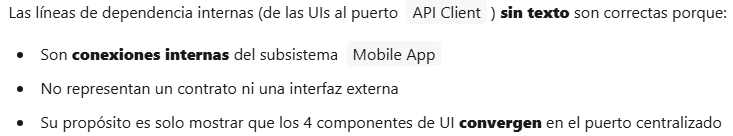 Las líneas de dependencia internas (de las UIs al puerto API Client ) sin texto son correctas porque:
• Son conexiones internas del subsistema Mobile App
• No representan un contrato ni una interfaz externa
• Su propósito es solo mostrar que los 4 componentes de UI convergen en el puerto centralizado